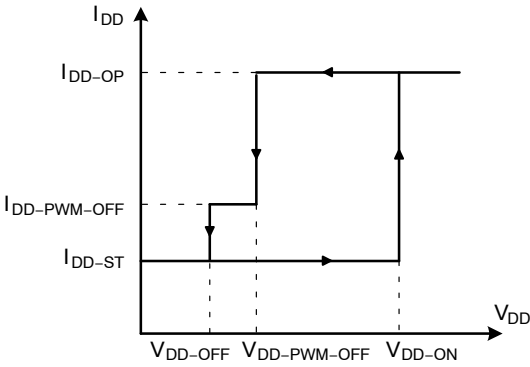 IDD
IDD–OP
IDD–PWM–OFF
IDD–ST
VDD
VDD–OFF VDD–PWM–OFF VDD–ON